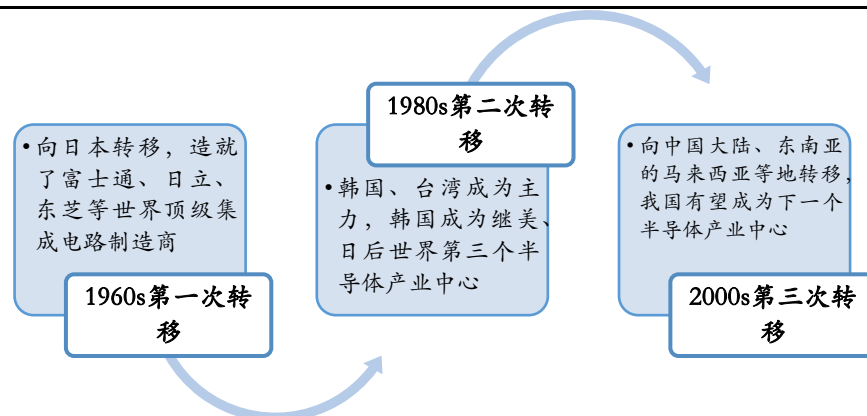 • 向日本转移，造就
了富士通、日立、
东芝等世界顶级集
成电路制造商
1960s第一次转
移
1980s第二次转
移
• 韩国、台湾成为主
力，韩国成为继美、
日后世界第三个半
导体产业中心
• 向中国大陆、东南亚
的马来西亚等地转移，
我国有望成为下一个
半导体产业中心
2000s第三次转
移